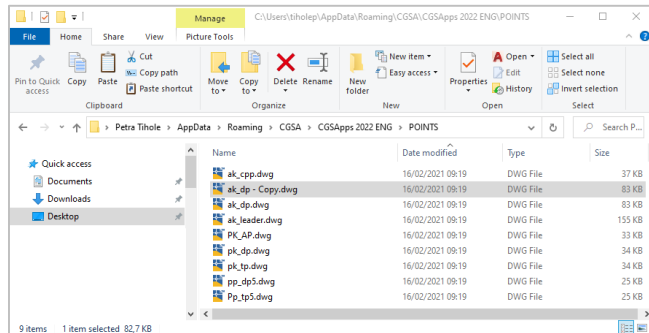 Manage C:\Users\tiholep\AppData\Roaming\CGSA\CGSApps 2022 ENG\POINTS
File Home Share View Picture Tools
Pin to Quick access
Copy
Paste
Cut
Copy path
Paste shortcut
Move to
Copy to
Delete
Rename
New folder
New item
Easy access
Properties
Open
Edit
History
Select all
Select none
Invert selection
Clipboard Organize New Open Select
Petra Tihole > AppData > Roaming > CGSA > CGSApps 2022 ENG > POINTS Search P...
Quick access
Documents
Downloads
Desktop
Name Date modified Type Size
ak_cpp.dwg 16/02/2021 09:19 DWG File 37 KB
ak_dp - Copy.dwg 16/02/2021 09:19 DWG File 83 KB
ak_dp.dwg 16/02/2021 09:19 DWG File 83 KB
ak_leader.dwg 16/02/2021 09:19 DWG File 155 KB
PK_AP.dwg 16/02/2021 09:19 DWG File 33 KB
pk_dp.dwg 16/02/2021 09:19 DWG File 34 KB
pk_tp.dwg 16/02/2021 09:19 DWG File 34 KB
pp_dp5.dwg 16/02/2021 09:19 DWG File 25 KB
Pp_tp5.dwg 16/02/2021 09:19 DWG File 25 KB
9 items 1 item selected 82,7 KB